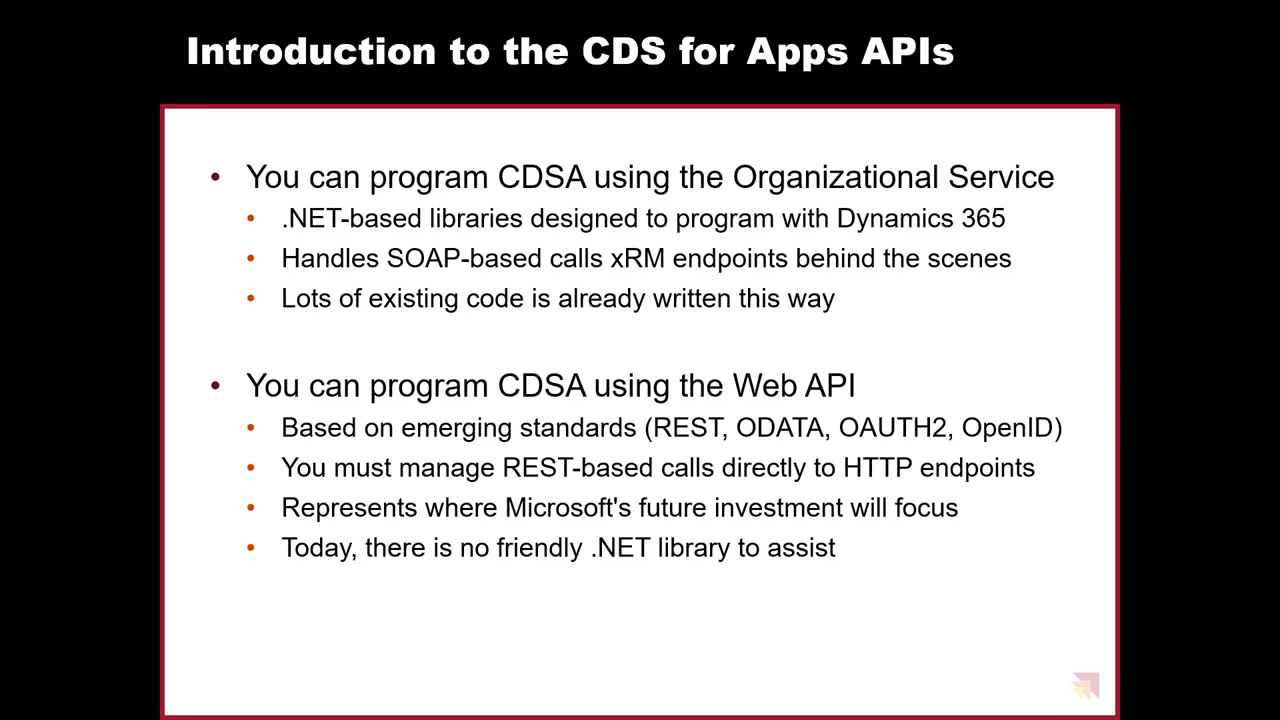 Introduction to the CDS for Apps APIs
• You can program CDSA using the Organizational Service
• .NET-based libraries designed to program with Dynamics 365
• Handles SOAP-based calls xRM endpoints behind the scenes
• Lots of existing code is already written this way
• You can program CDSA using the Web API
• Based on emerging standards (REST, ODATA, OAUTH2, OpenID)
• You must manage REST-based calls directly to HTTP endpoints
• Represents where Microsoft's future investment will focus
• Today, there is no friendly .NET library to assist